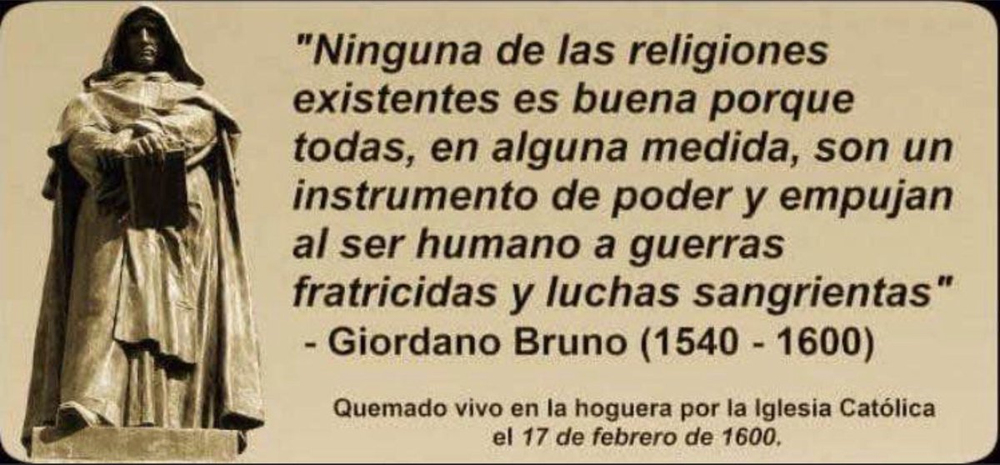 "Ninguna de las religiones
existentes es buena porque
todas, en alguna medida, son un
instrumento de poder y empujan
al ser humano a guerras
fratricidas y luchas sangrientas"
- Giordano Bruno (1540 - 1600)
Quemado vivo en la hoguera por la Iglesia Católica
el 17 de febrero de 1600.